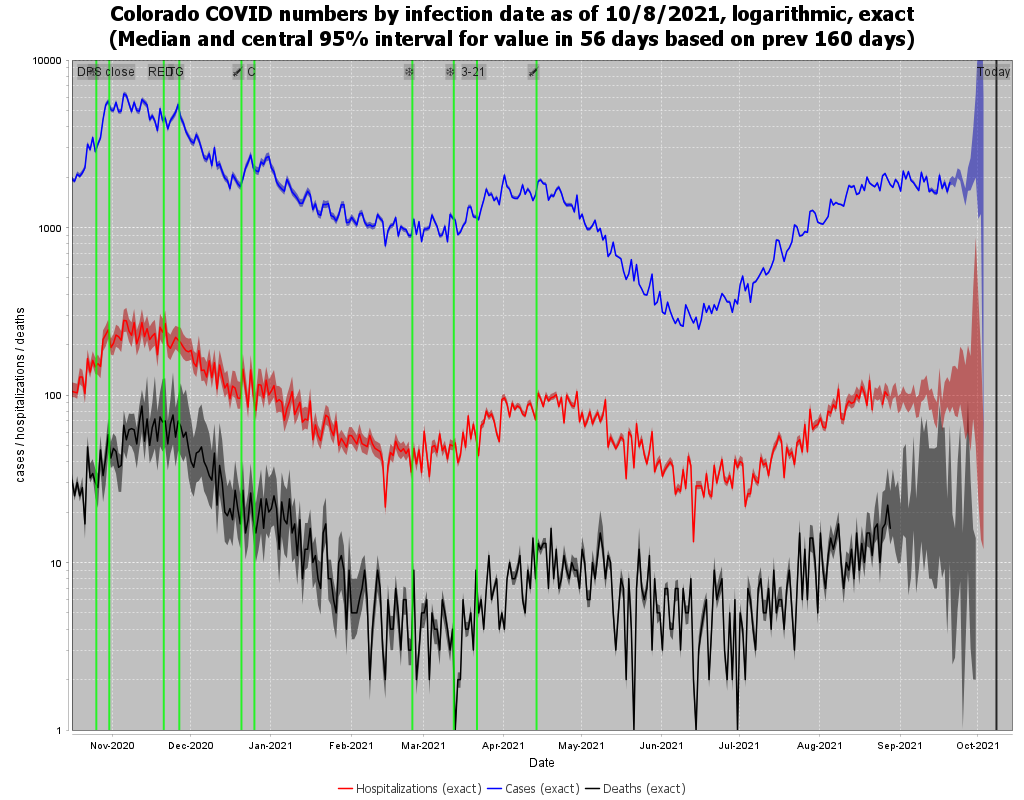 Colorado COVID numbers by infection date as of 10/8/2021, logarithmic, exact
(Median and central 95% interval for value in 56 days based on prev 160 days)
10000
close
TG
C
3-21
Today
1000
100
10
1
cases / hospitalizations / deaths
Nov-2020
Dec-2020
Jan-2021
Feb-2021
Mar-2021
Apr-2021
May-2021
Jun-2021
Jul-2021
Aug-2021
Sep-2021
Oct-2021
Date
Hospitalizations (exact)
Cases (exact)
Deaths (exact)